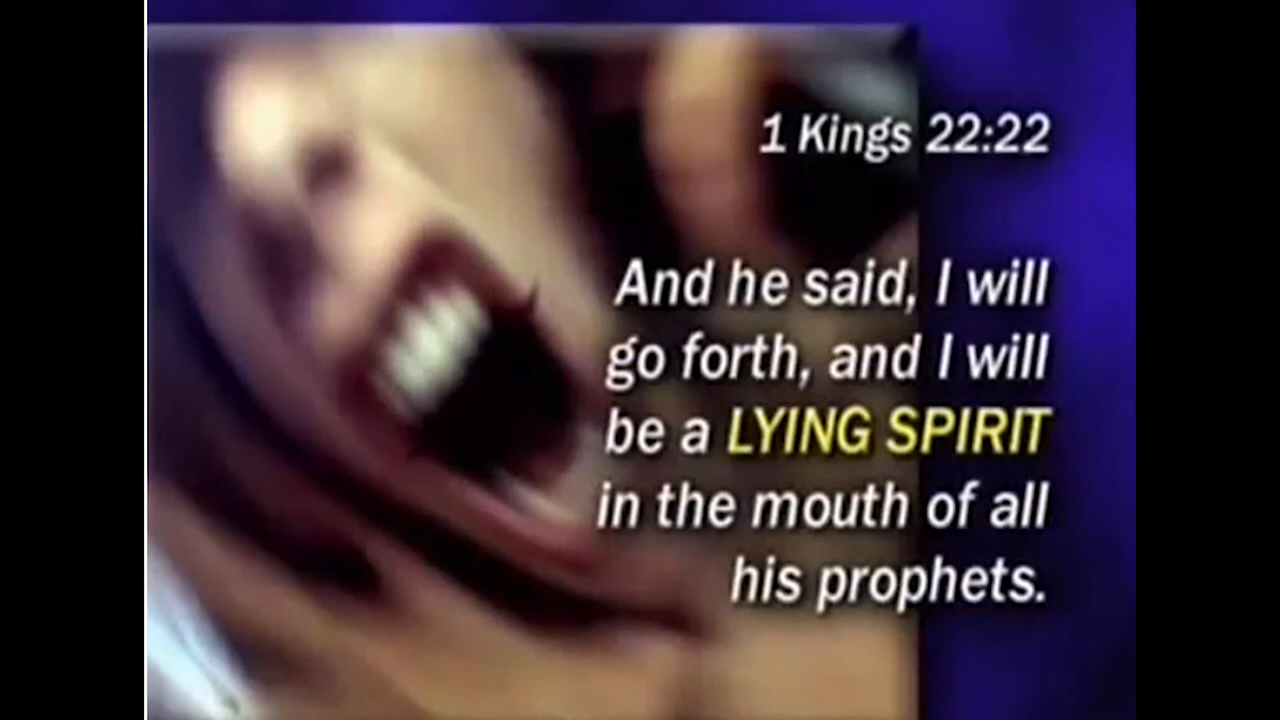 1 Kings 22:22
And he said, I will
go forth, and I will
be a LYING SPIRIT
in the mouth of all
his prophets.